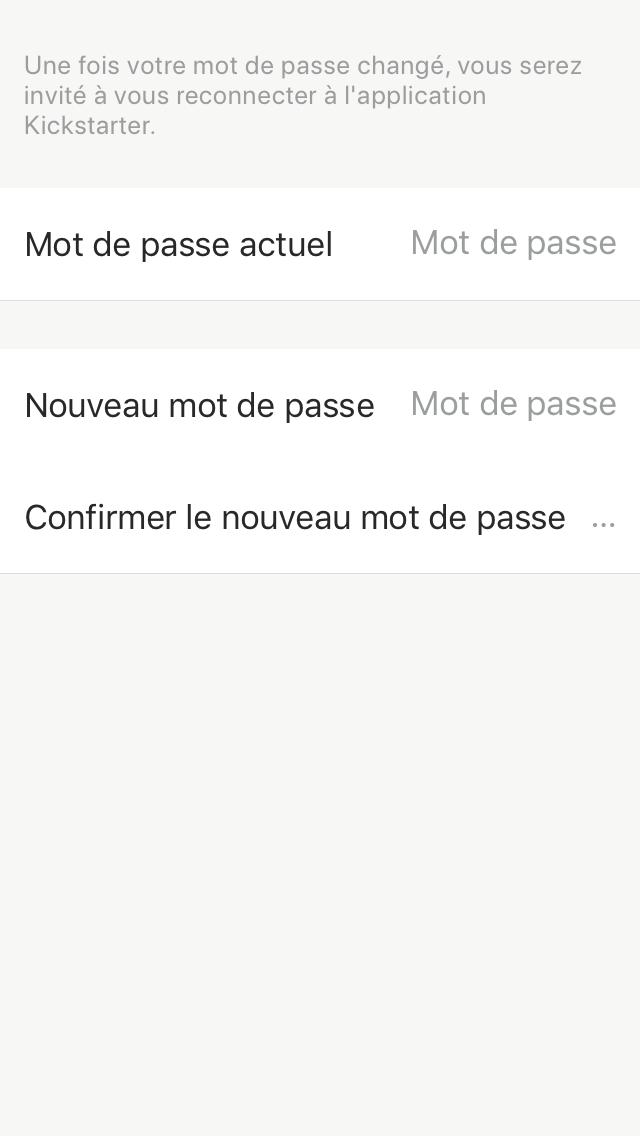 Une fois votre mot de passe changé, vous serez
invité à vous reconnecter à l'application
Kickstarter.
Mot de passe actuel Mot de passe
Nouveau mot de passe Mot de passe
Confirmer le nouveau mot de passe ...